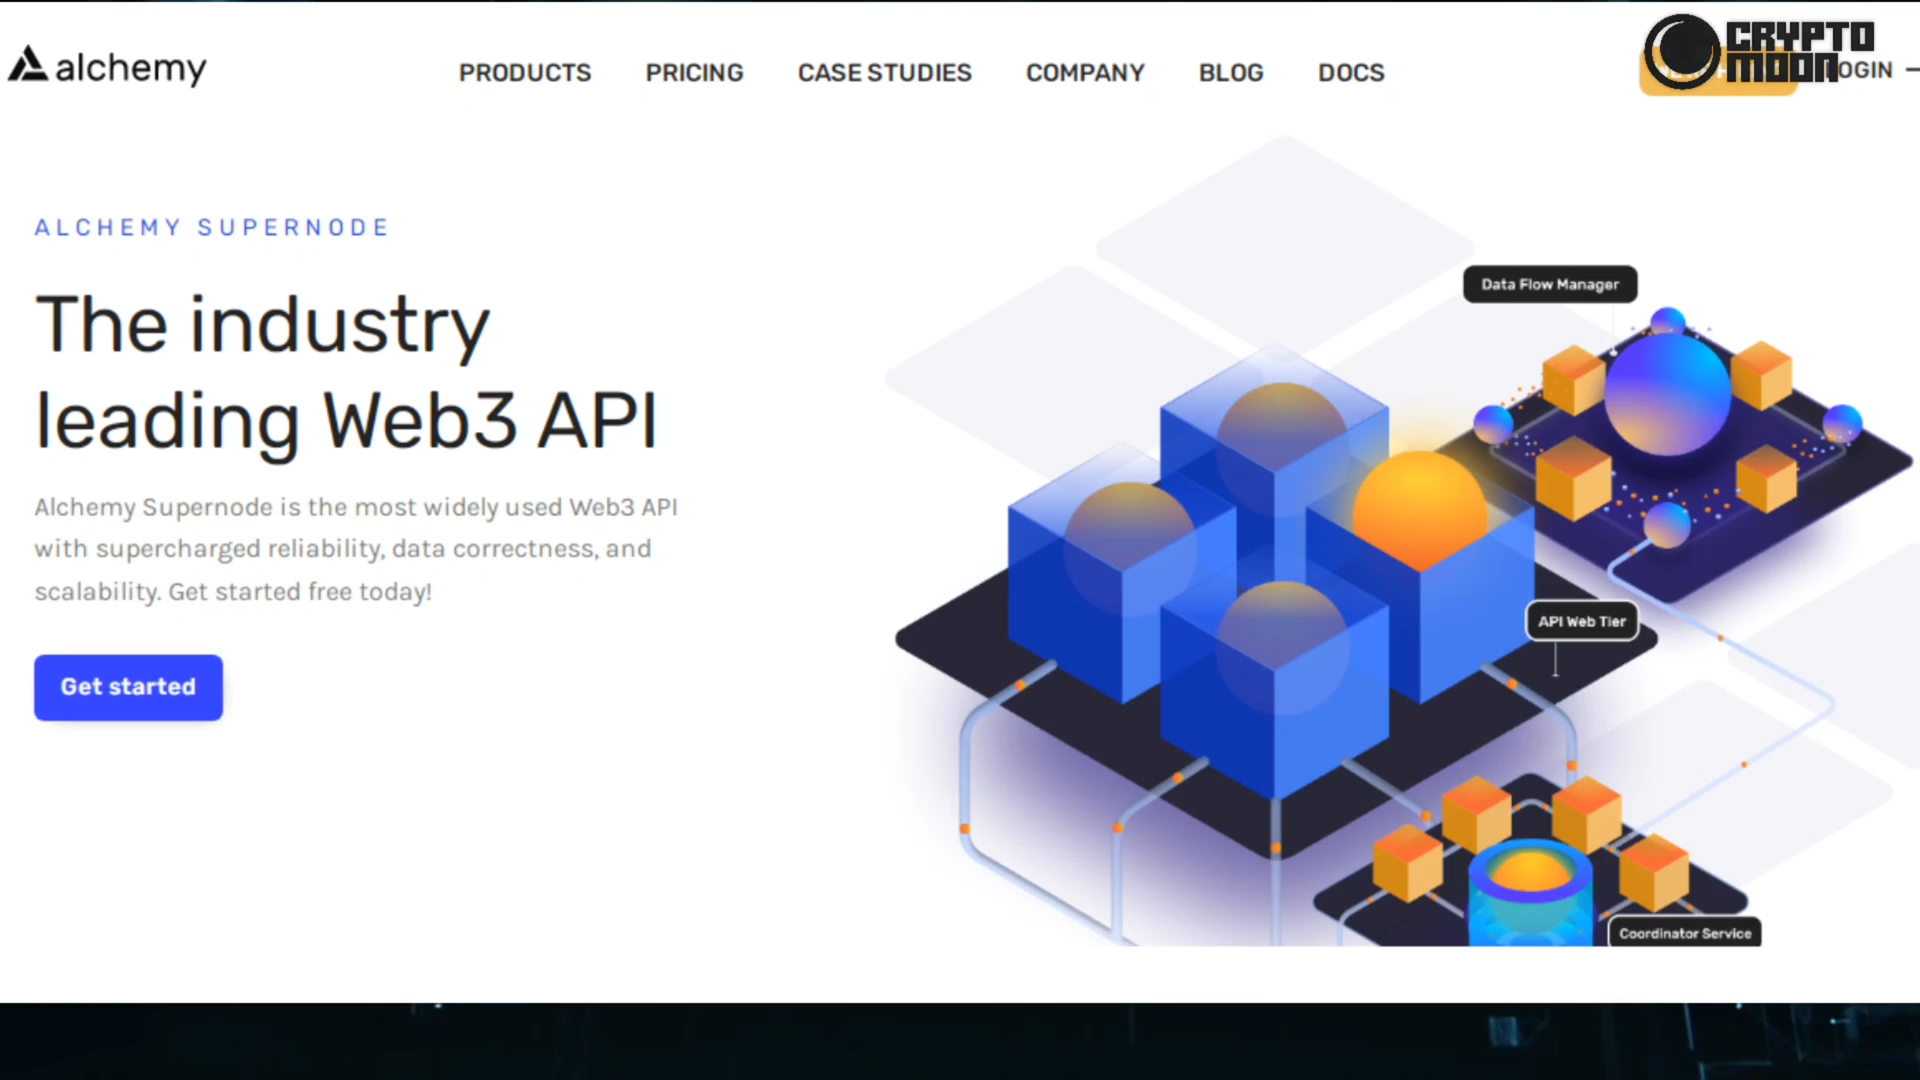 alchemy
PRODUCTS PRICING CASE STUDIES COMPANY BLOG DOCS
CRYPTO
MOON
ALCHEMY SUPERNODE
The industry
leading Web3 API
Alchemy Supernode is the most widely used Web3 API
with supercharged reliability, data correctness, and
scalability. Get started free today!
Get started
Data Flow Manager
API Web Tier
Coordinator Service